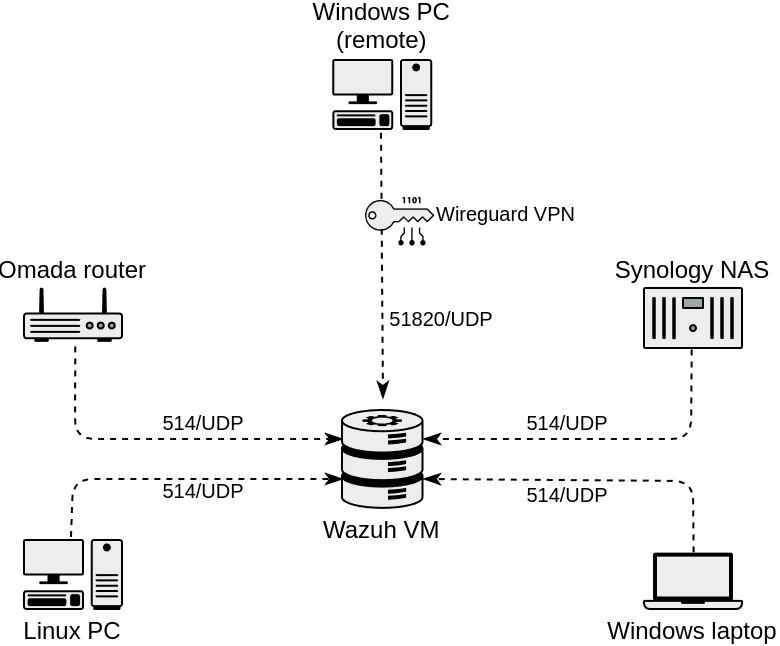 Windows PC
(remote)
1101
Wireguard VPN
Omada router
Synology NAS
51820/UDP
514/UDP
514/UDP
514/UDP
514/UDP
Wazuh VM
Linux PC
Windows laptop